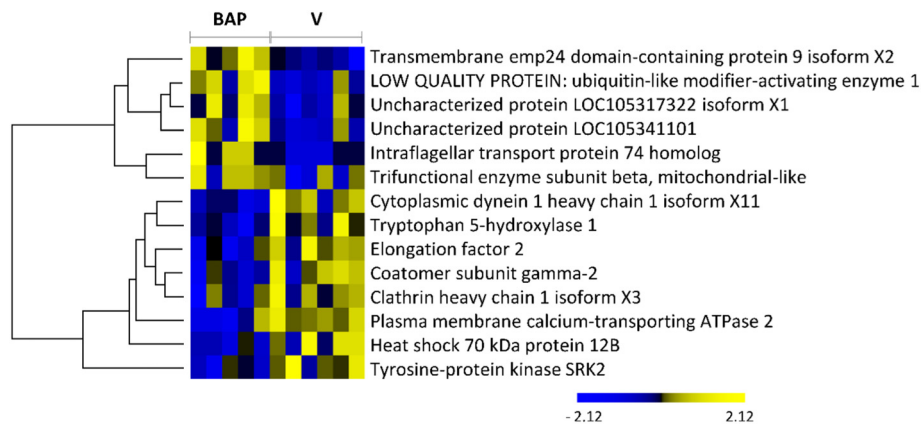 BAP V
Transmembrane emp24 domain-containing protein 9 isoform X2
LOW QUALITY PROTEIN: ubiquitin-like modifier-activating enzyme 1
Uncharacterized protein LOC105317322 isoform X1
Uncharacterized protein LOC105341101
Intraflagellar transport protein 74 homolog
Trifunctional enzyme subunit beta, mitochondrial-like
Cytoplasmic dynein 1 heavy chain 1 isoform X11
Tryptophan 5-hydroxylase 1
Elongation factor 2
Coatomer subunit gamma-2
Clathrin heavy chain 1 isoform X3
Plasma membrane calcium-transporting ATPase 2
Heat shock 70 kDa protein 12B
Tyrosine-protein kinase SRK2
- 2.12 2.12